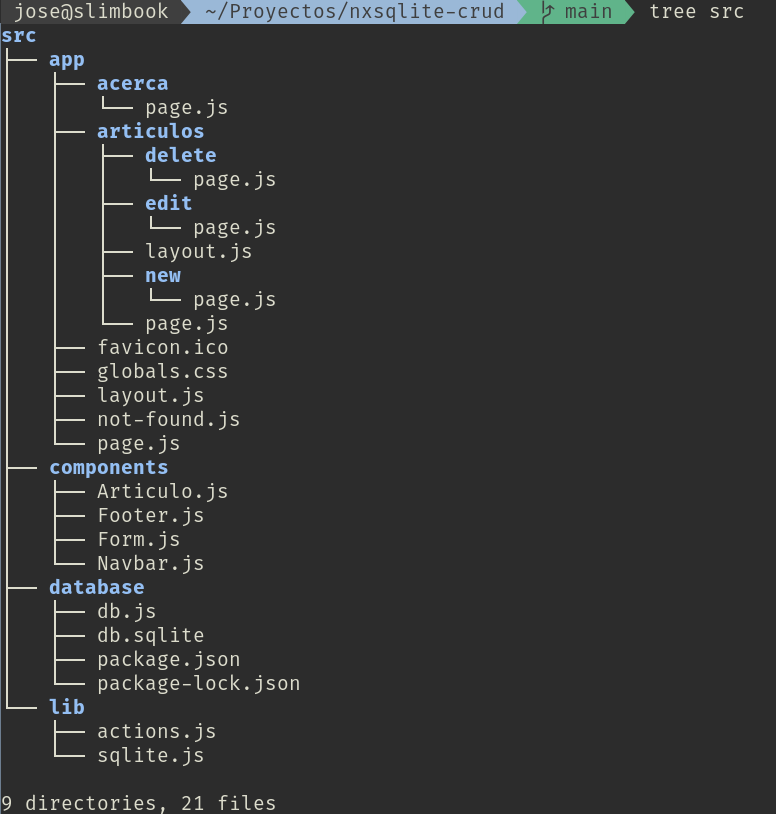 jose@slimbook ~/Proyectos/nxsqlite-crud main tree src
src
├── app
│   ├── acerca
│   │   └── page.js
│   ├── articulos
│   │   ├── delete
│   │   │   └── page.js
│   │   ├── edit
│   │   │   └── page.js
│   │   ├── layout.js
│   │   ├── new
│   │   │   └── page.js
│   │   └── page.js
│   ├── favicon.ico
│   ├── globals.css
│   ├── layout.js
│   ├── not-found.js
│   └── page.js
├── components
│   ├── Articulo.js
│   ├── Footer.js
│   ├── Form.js
│   └── Navbar.js
├── database
│   ├── db.js
│   ├── db.sqlite
│   ├── package.json
│   └── package-lock.json
└── lib
    ├── actions.js
    └── sqlite.js

9 directories, 21 files